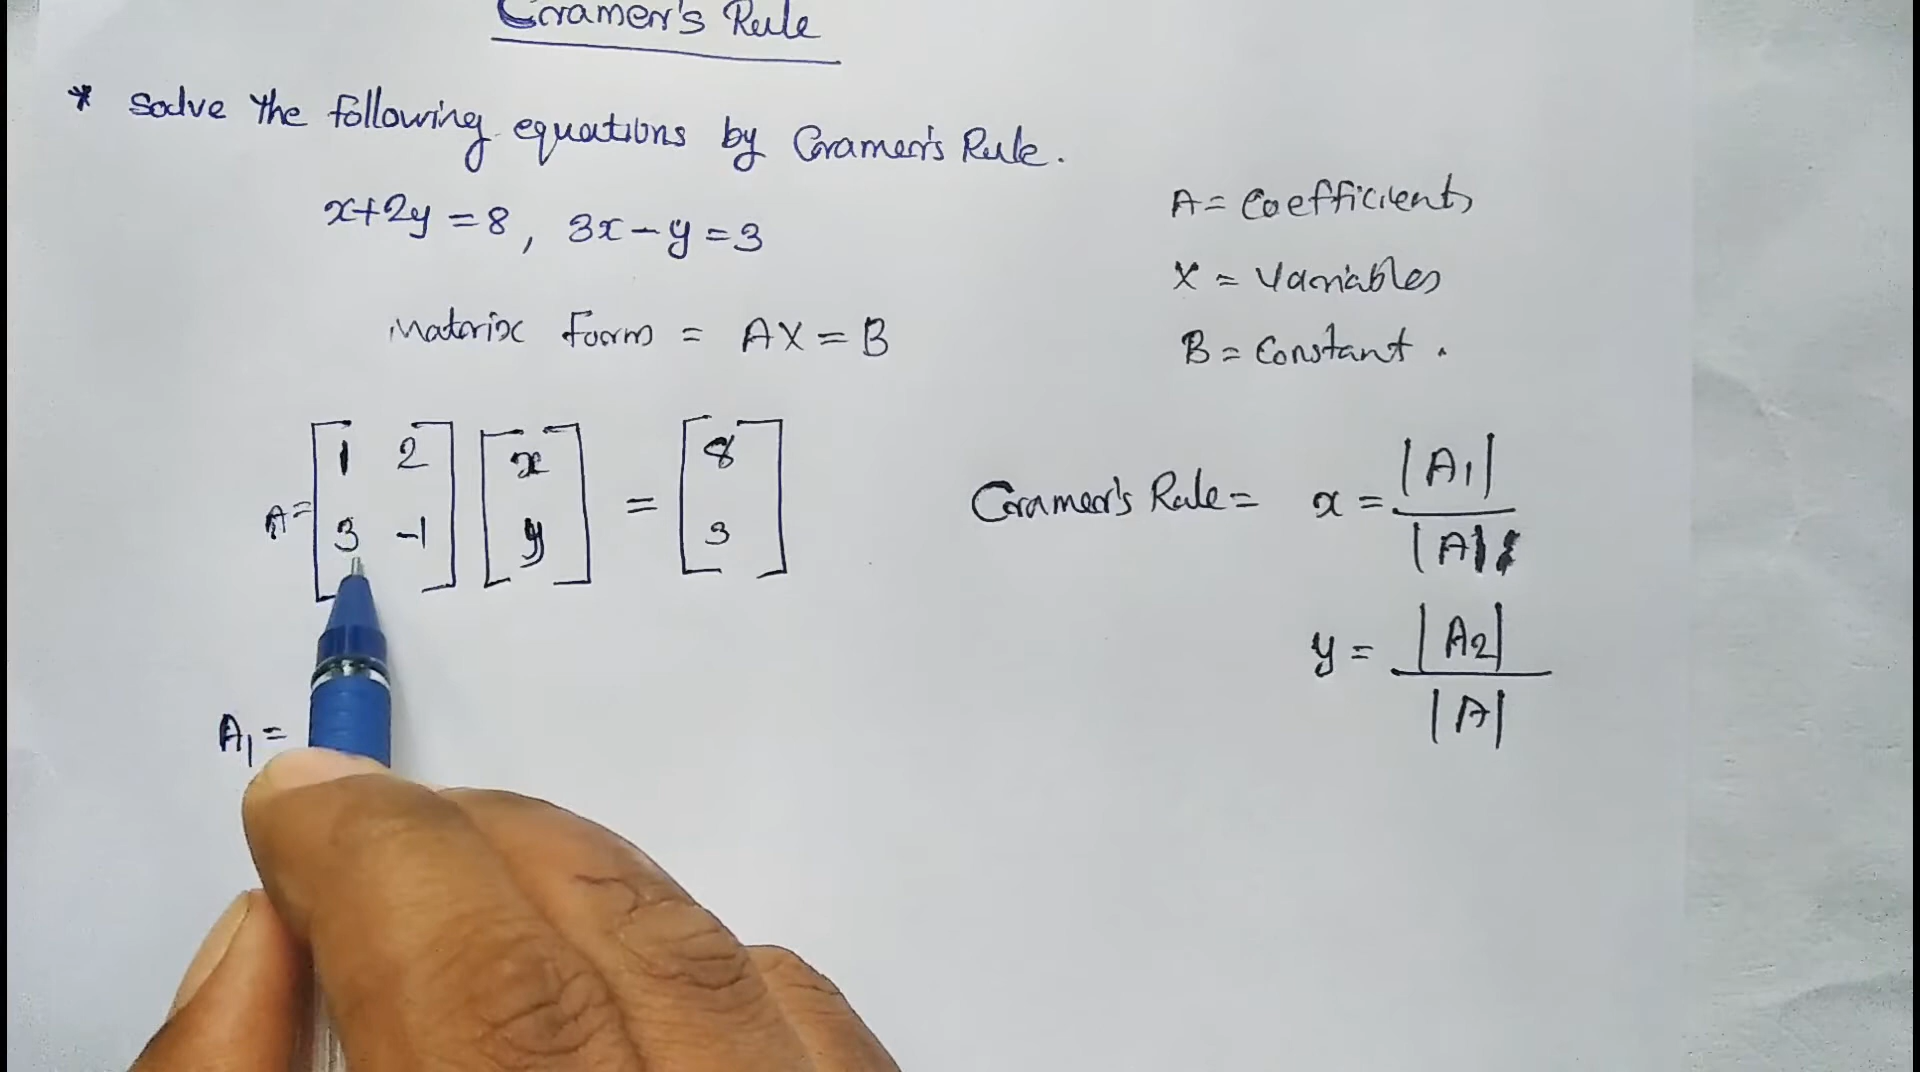 Cramer's Rule
* Solve the following equations by Cramer's Rule.
x+2y=8, 3x-y=3
Matrix Form = AX=B
A = Coefficients
X = Variables
B = Constant.
A= [1 2 3 -1] [x y] = [8 3]
Cramer's Rule = x = |A1| / |A|
y = |A2| / |A|
A1 =